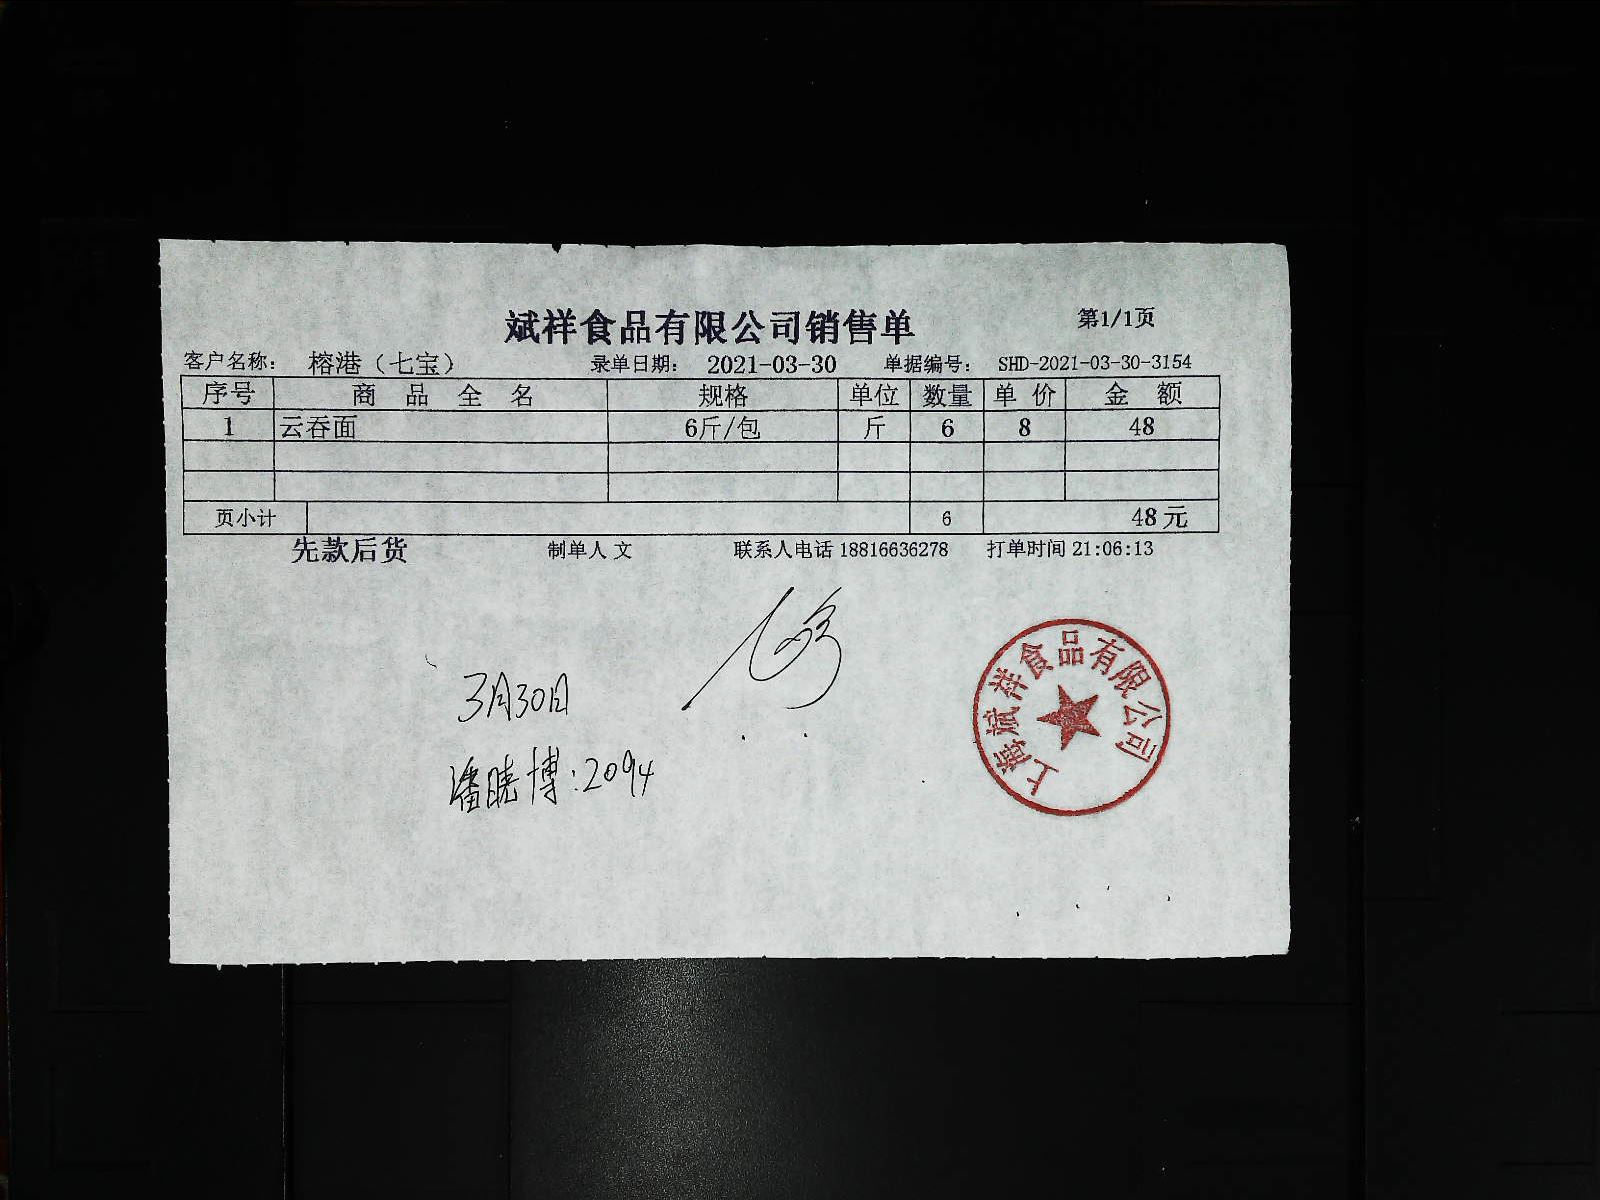 斌祥食品有限公司销售单
第1/1页
客户名称： 榕港（七宝） 录单日期： 2021-03-30 单据编号： SHD-2021-03-30-3154
序号 商品全名 规格 单位 数量 单价 金额
1 云吞面 6斤/包 斤 6 8 48
页小计 6 48元
先款后货 制单人 文 联系人电话 18816636278 打单时间 21:06:13
3月30日
潘晓博:2094
上海斌祥食品有限公司